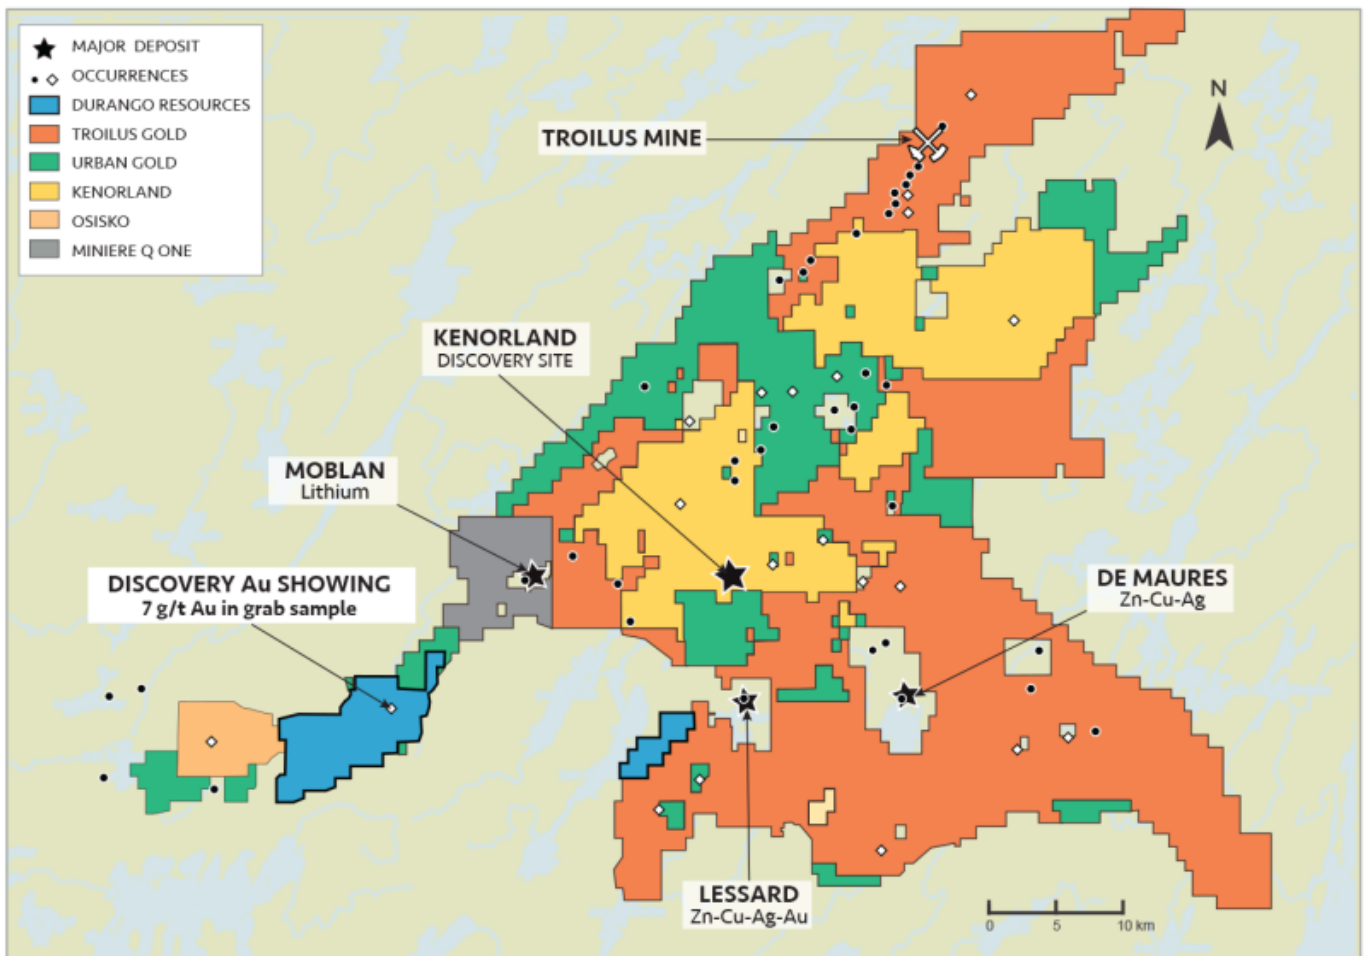 MAJOR DEPOSIT
OCCURRENCES
DURANGO RESOURCES
TROILUS GOLD
URBAN GOLD
KENORLAND
OSISKO
MINIERE Q ONE
N
TROILUS MINE
KENORLAND
DISCOVERY SITE
MOBLAN
Lithium
DISCOVERY Au SHOWING
7 g/t Au in grab sample
DE MAURES
Zn-Cu-Ag
LESSARD
Zn-Cu-Ag-Au
0 5 10 km